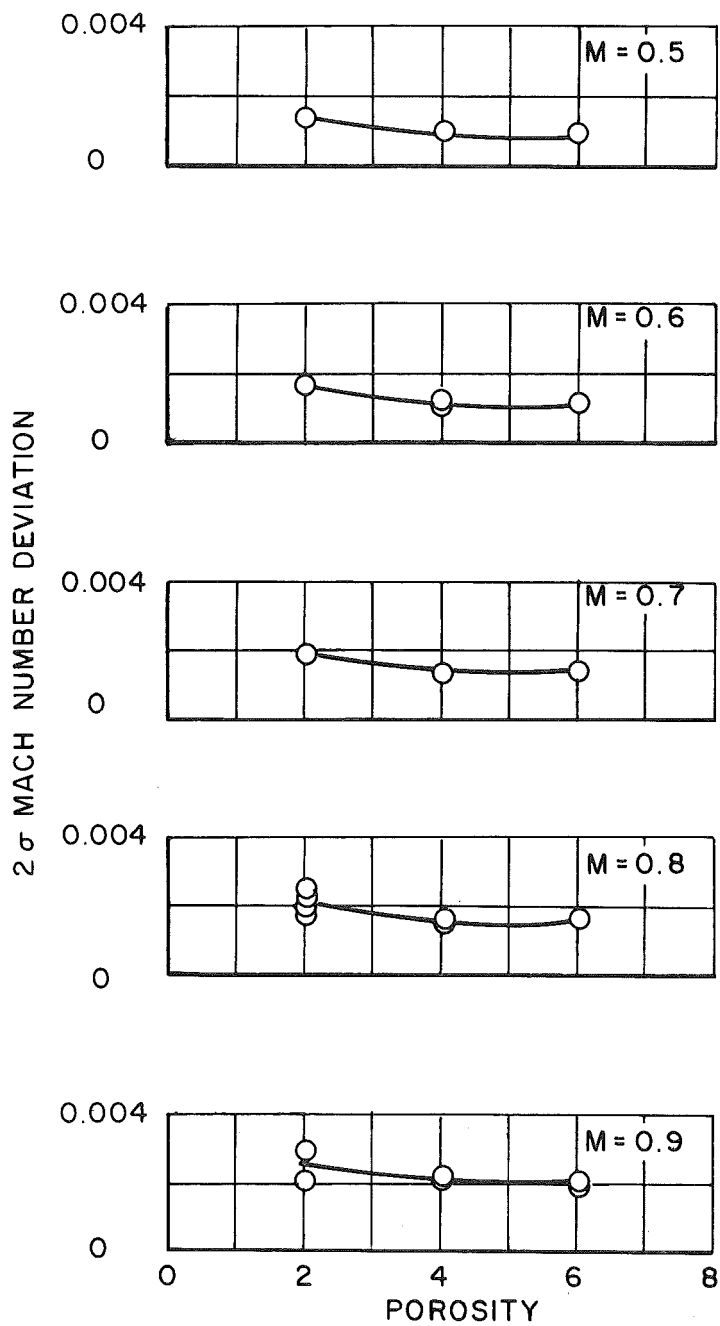 0.004
M = 0.5
0
0.004
M = 0.6
0
0.004
M = 0.7
0
0.004
M = 0.8
0
0.004
M = 0.9
0
0 2 4 6 8
POROSITY
2σ MACH NUMBER DEVIATION